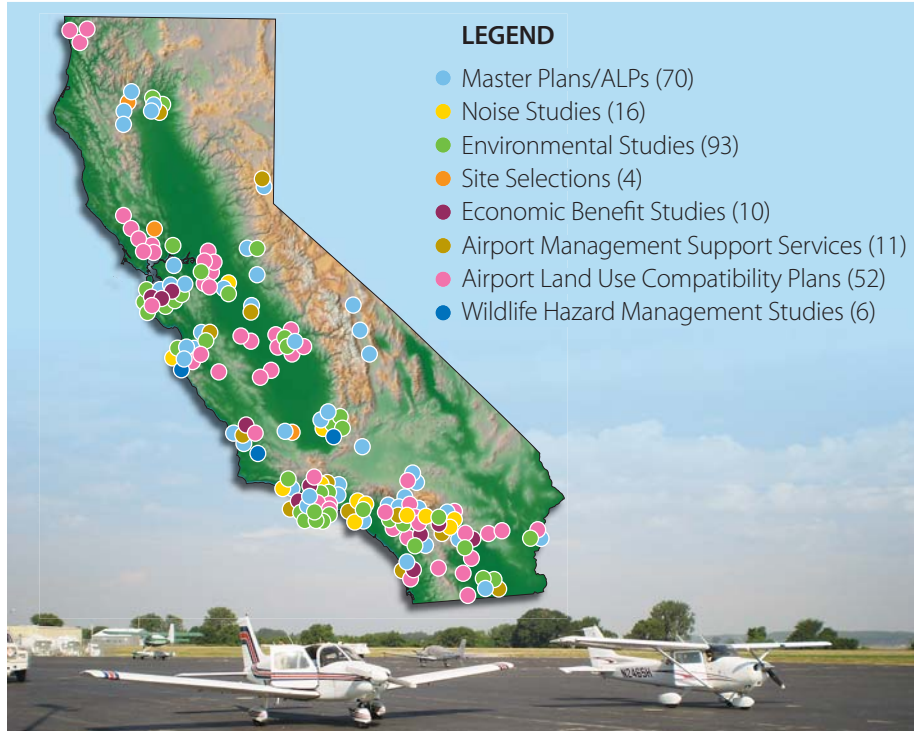 LEGEND
Master Plans/ALPs (70)
Noise Studies (16)
Environmental Studies (93)
Site Selections (4)
Economic Benefit Studies (10)
Airport Management Support Services (11)
Airport Land Use Compatibility Plans (52)
Wildlife Hazard Management Studies (6)
N2469H